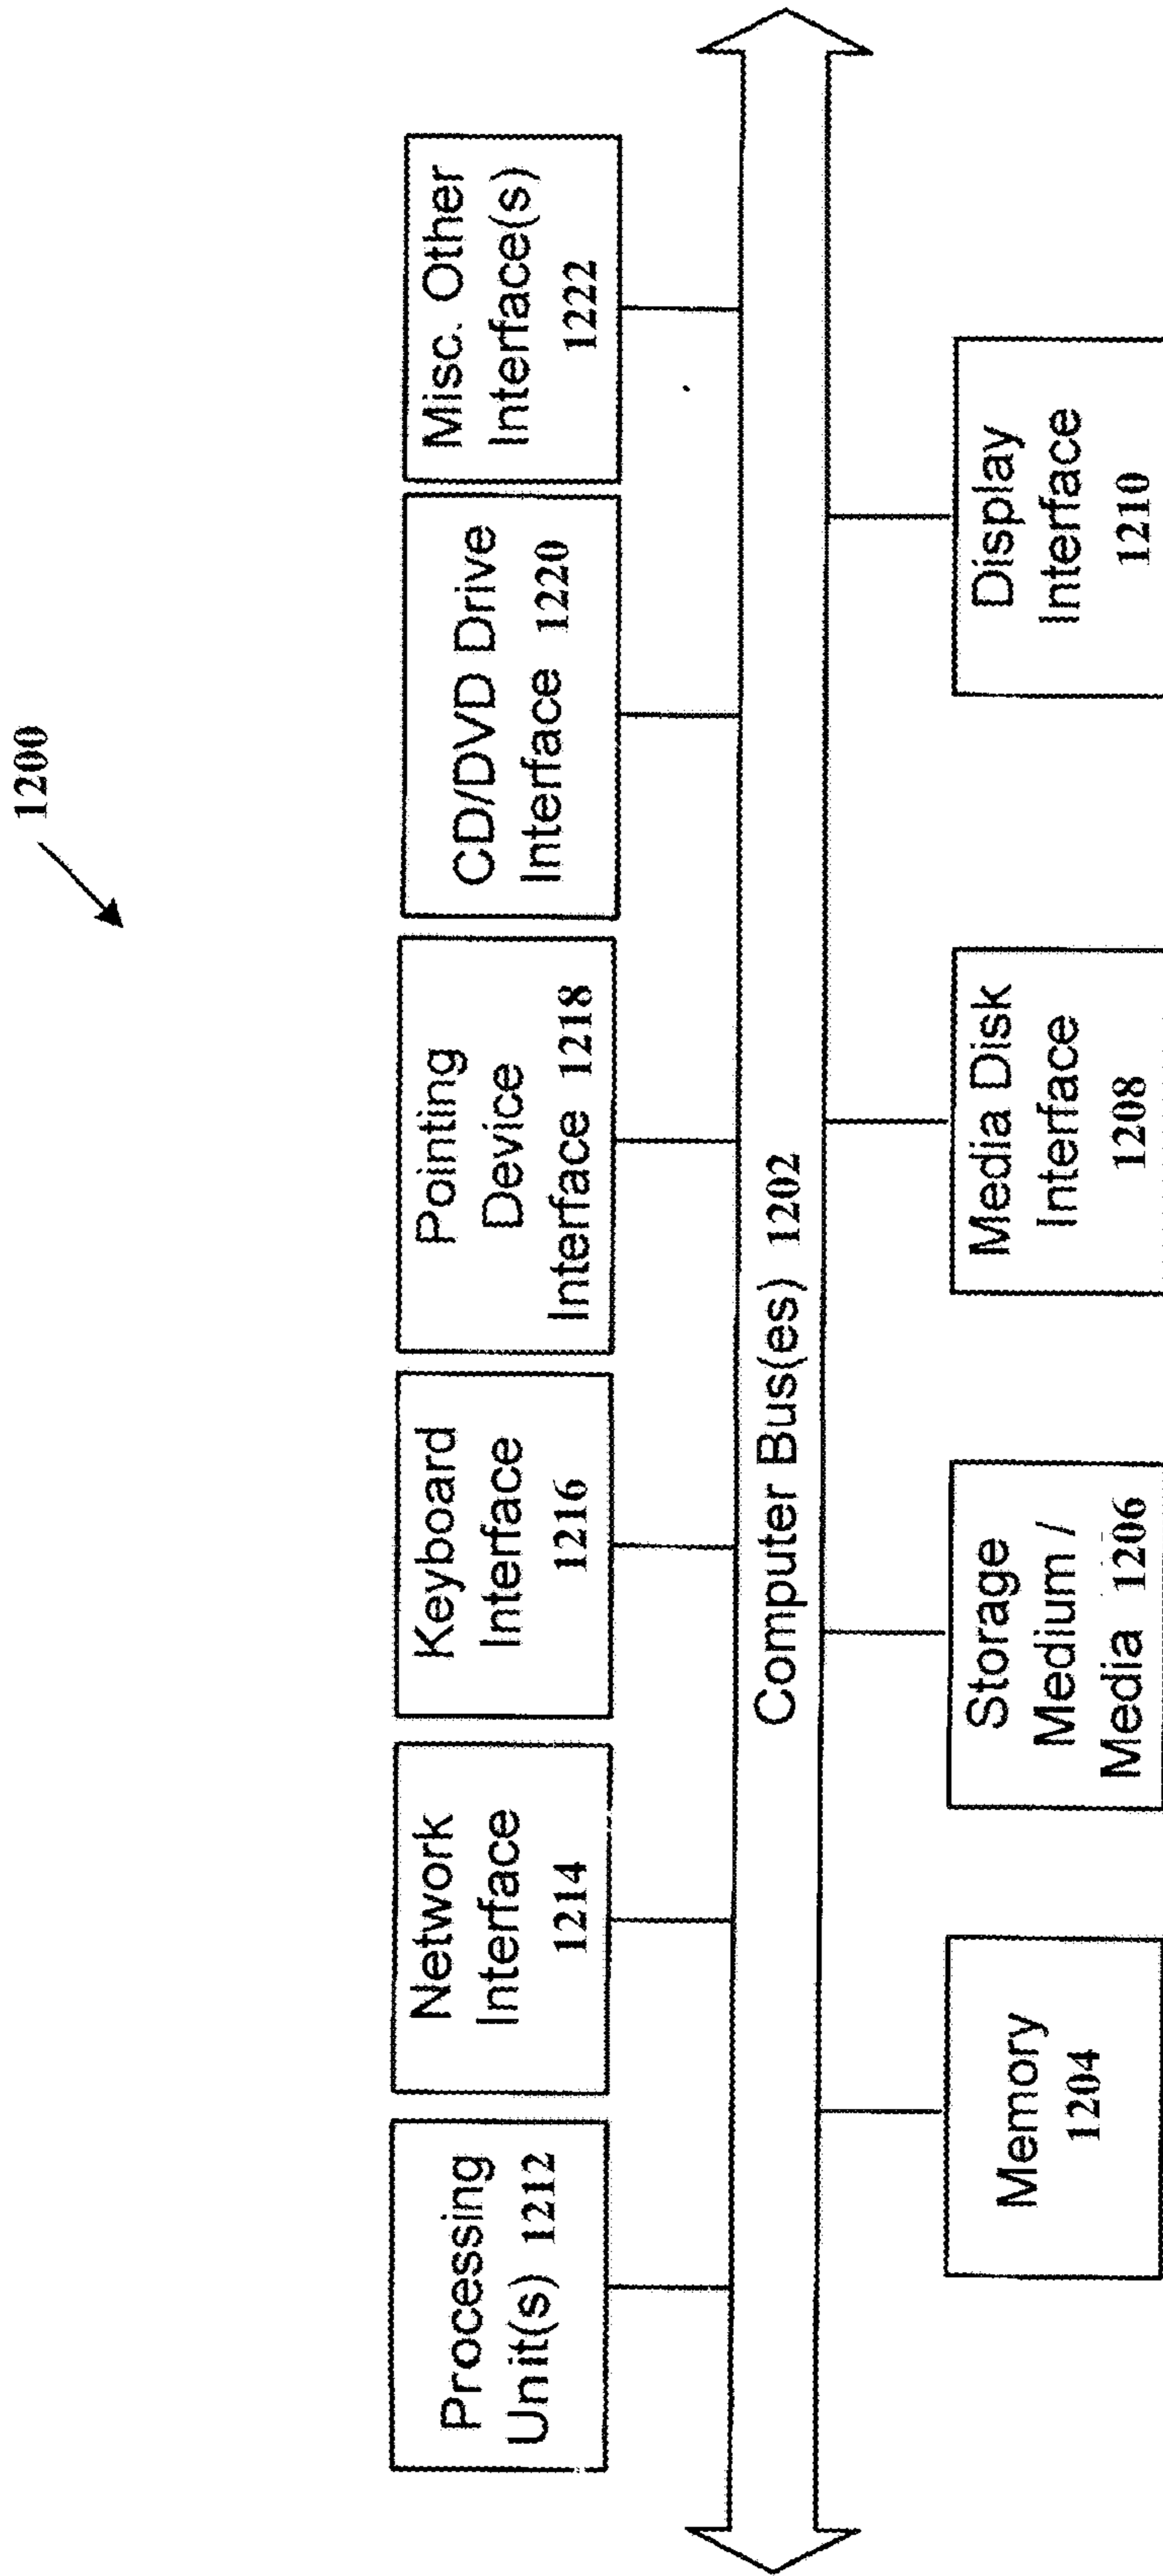 1200
Processing
Unit(s) 1212
Network
Interface
1214
Keyboard
Interface
1216
Pointing
Device
Interface 1218
CD/DVD Drive
Interface 1220
Misc. Other
Interface(s)
1222
Computer Bus(es) 1202
Memory
1204
Storage
Medium /
Media 1206
Media Disk
Interface
1208
Display
Interface
1210